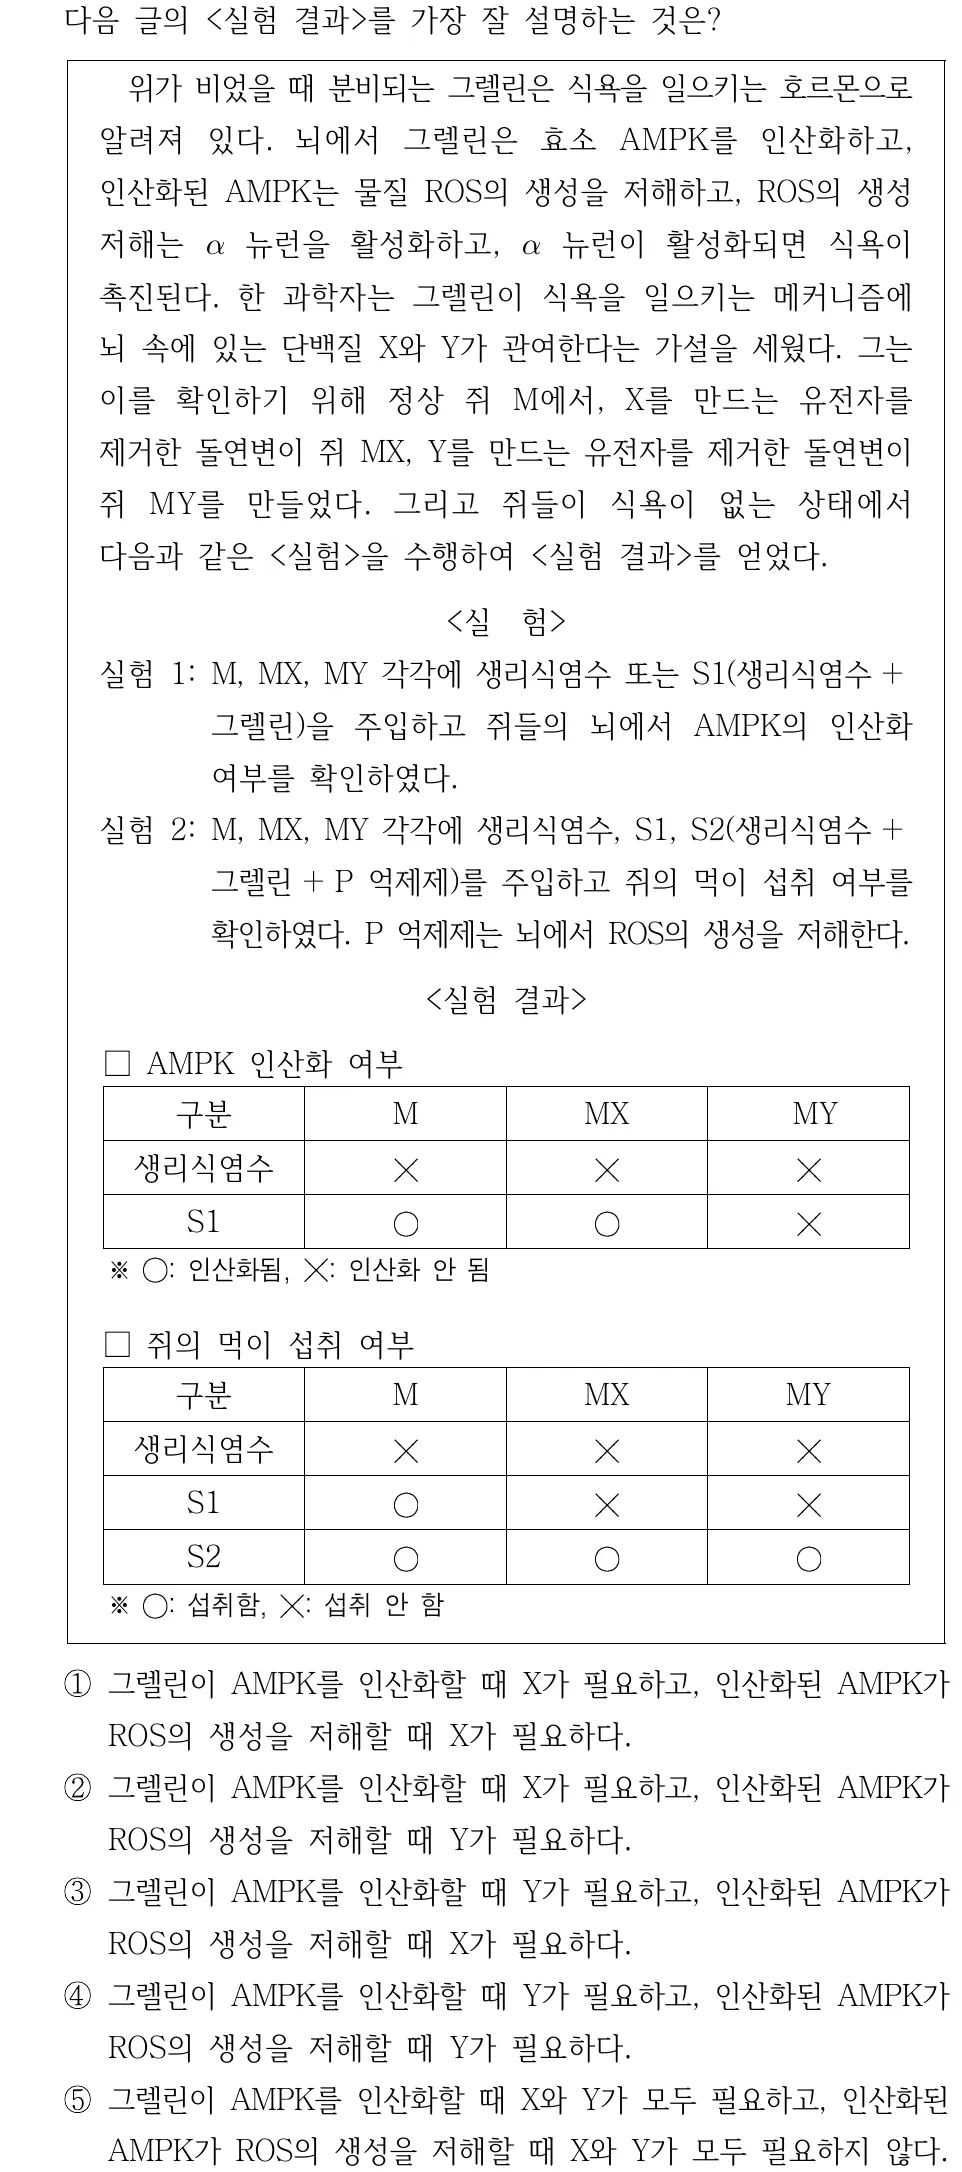 다음 글의 <실험 결과>를 가장 잘 설명하는 것은?
위가 비었을 때 분비되는 그렐린은 식욕을 일으키는 호르몬으로
알려져 있다. 뇌에서 그렐린은 효소 AMPK를 인산화하고,
인산화된 AMPK는 물질 ROS의 생성을 저해하고, ROS의 생성
저해는 α 뉴런을 활성화하고, α 뉴런이 활성화되면 식욕이
촉진된다. 한 과학자는 그렐린이 식욕을 일으키는 메커니즘에
뇌 속에 있는 단백질 X와 Y가 관여한다는 가설을 세웠다. 그는
이를 확인하기 위해 정상 쥐 M에서, X를 만드는 유전자를
제거한 돌연변이 쥐 MX, Y를 만드는 유전자를 제거한 돌연변이
쥐 MY를 만들었다. 그리고 쥐들이 식욕이 없는 상태에서
다음과 같은 <실험>을 수행하여 <실험 결과>를 얻었다.
<실 험>
실험 1: M, MX, MY 각각에 생리식염수 또는 S1(생리식염수 +
그렐린)을 주입하고 쥐들의 뇌에서 AMPK의 인산화
여부를 확인하였다.
실험 2: M, MX, MY 각각에 생리식염수, S1, S2(생리식염수 +
그렐린 + P 억제제)를 주입하고 쥐의 먹이 섭취 여부를
확인하였다. P 억제제는 뇌에서 ROS의 생성을 저해한다.
<실험 결과>
□ AMPK 인산화 여부
구분 M MX MY
생리식염수 × × ×
S1 ○ ○ ×
※ ○: 인산화됨, ×: 인산화 안 됨
□ 쥐의 먹이 섭취 여부
구분 M MX MY
생리식염수 × × ×
S1 ○ × ×
S2 ○ ○ ○
※ ○: 섭취함, ×: 섭취 안 함
① 그렐린이 AMPK를 인산화할 때 X가 필요하고, 인산화된 AMPK가
ROS의 생성을 저해할 때 X가 필요하다.
② 그렐린이 AMPK를 인산화할 때 X가 필요하고, 인산화된 AMPK가
ROS의 생성을 저해할 때 Y가 필요하다.
③ 그렐린이 AMPK를 인산화할 때 Y가 필요하고, 인산화된 AMPK가
ROS의 생성을 저해할 때 X가 필요하다.
④ 그렐린이 AMPK를 인산화할 때 Y가 필요하고, 인산화된 AMPK가
ROS의 생성을 저해할 때 Y가 필요하다.
⑤ 그렐린이 AMPK를 인산화할 때 X와 Y가 모두 필요하고, 인산화된
AMPK가 ROS의 생성을 저해할 때 X와 Y가 모두 필요하지 않다.